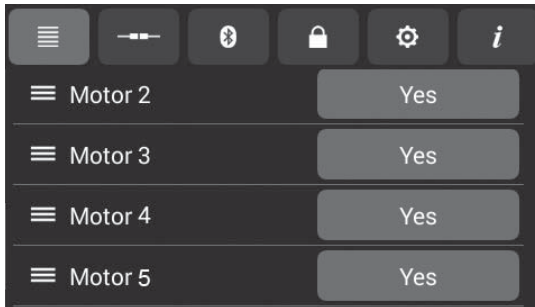 Motor 2 Yes
Motor 3 Yes
Motor 4 Yes
Motor 5 Yes